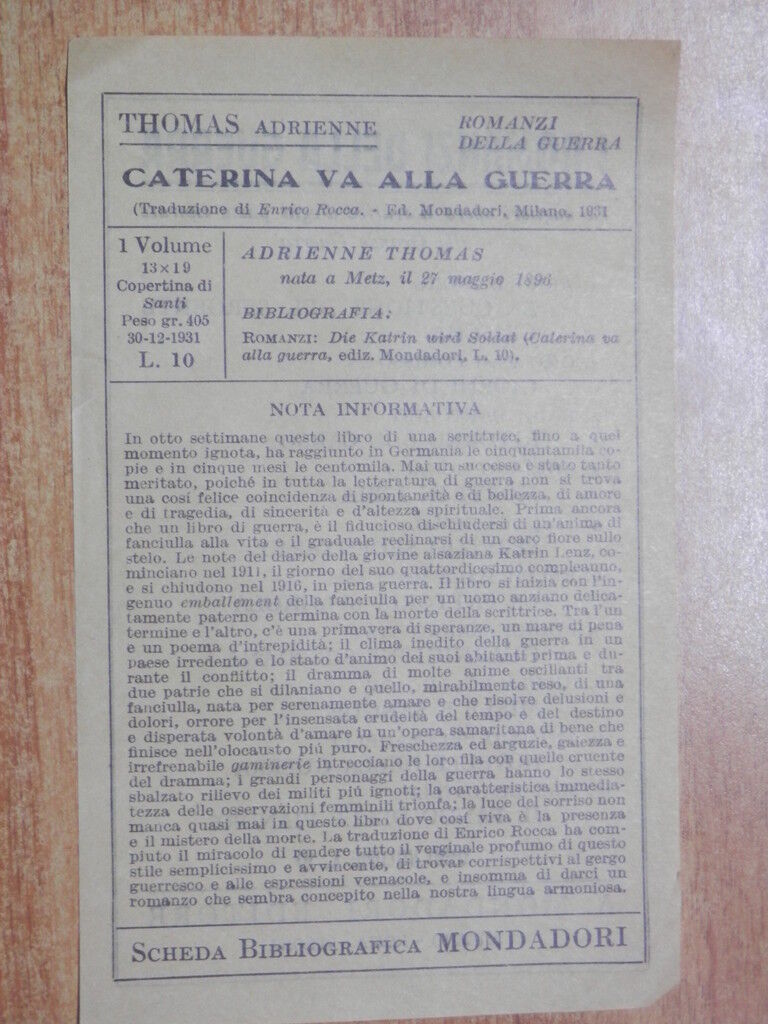 THOMAS ADRIENNE
ROMANZI
DELLA GUERRA
CATERINA VA ALLA GUERRA
(Traduzione di Enrico Rocca. - Ed. Mondadori, Milano, 1931
1 Volume
13×19
Copertina di
Santi
Peso gr. 405
30-12-1931
L. 10
ADRIENNE THOMAS
nata a Metz, il 27 maggio 1896
BIBLIOGRAFIA:
ROMANZI: Die Katrin wird Soldat (Caterina va
alla guerra, ediz. Mondadori, L. 10).
NOTA INFORMATIVA
In otto settimane questo libro di una scrittrice, fino a quel
momento ignota, ha raggiunto in Germania le cinquantamila co-
pie e in cinque mesi le centomila. Mai un successo è stato tanto
meritato, poiché in tutta la letteratura di guerra non si trova
una cosí felice coincidenza di spontaneità e di bellezza, di amore
e di tragedia, di sincerità e d'altezza spirituale. Prima ancora
che un libro di guerra, è il fiducioso dischiudersi di un'anima di
fanciulla alla vita e il graduale reclinarsi di un caro fiore sullo
stelo. Le note del diario della giovine alsaziana Katrin Lenz, co-
minciano nel 1911, il giorno del suo quattordicesimo compleanno,
e si chiudono nel 1916, in piena guerra. Il libro si inizia con l'in-
genuo emballement della fanciulla per un uomo anziano delica-
tamente paterno e termina con la morte della scrittrice. Tra l'un
termine e l'altro, c'è una primavera di speranze, un mare di pena
e un poema d'intrepidità; il clima inedito della guerra in un
paese irredento e lo stato d'animo dei suoi abitanti prima e du-
rante il conflitto; il dramma di molte anime oscillanti tra
due patrie che si dilaniano e quello, mirabilmente reso, di una
fanciulla, nata per serenamente amare e che risolve delusioni e
dolori, orrore per l'insensata crudeltà del tempo e del destino
e disperata volontà d'amare in un'opera samaritana di bene che
finisce nell'olocausto piú puro. Freschezza ed arguzie, gaiezza e
irrefrenabile gaminerie intrecciano le loro fila con quelle cruente
del dramma; i grandi personaggi della guerra hanno lo stesso
sbalzato rilievo dei militi piú ignoti; la caratteristica immedia-
tezza delle osservazioni femminili trionfa; la luce del sorriso non
manca quasi mai in questo libro dove cosí viva è la presenza
e il mistero della morte. La traduzione di Enrico Rocca ha com-
piuto il miracolo di rendere tutto il verginale profumo di questo
stile semplicissimo e avvincente, di trovar corrispettivi al gergo
guerresco e alle espressioni vernacole, e insomma di darci un
romanzo che sembra concepito nella nostra lingua armoniosa.
SCHEDA BIBLIOGRAFICA MONDADORI